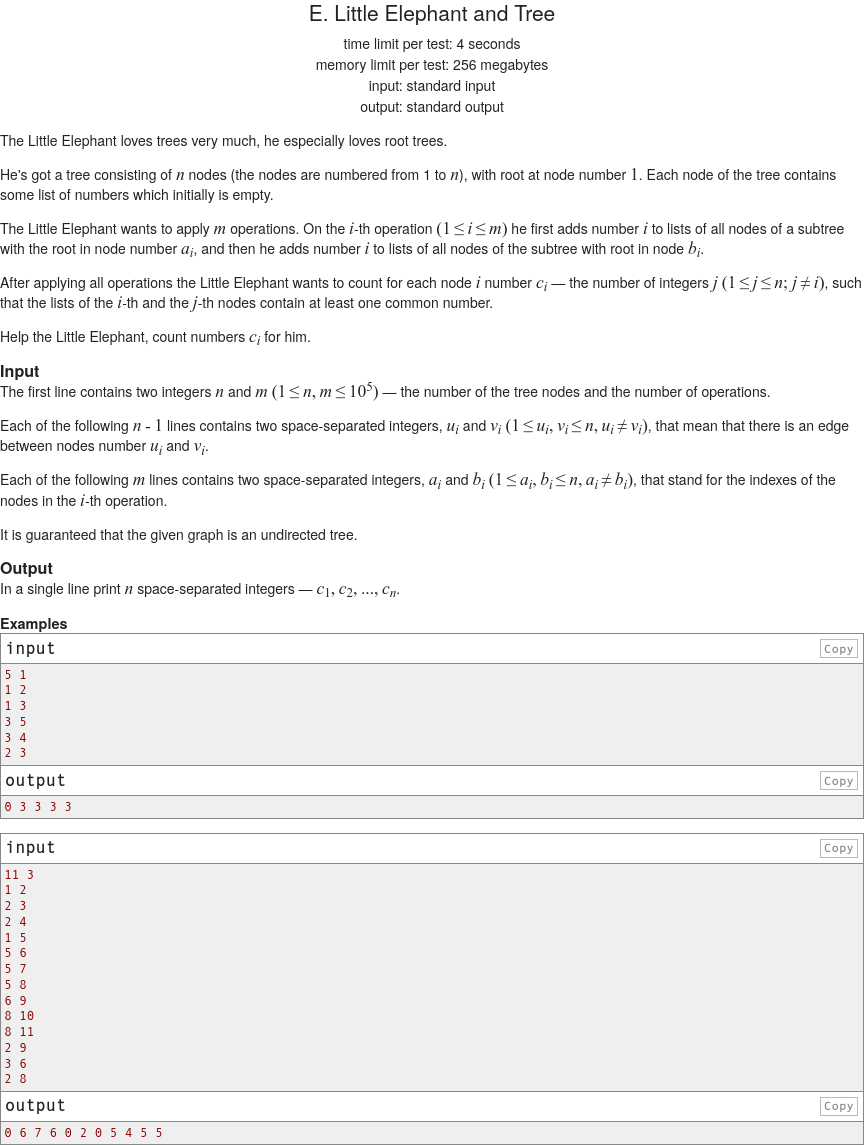 E. Little Elephant and Tree
time limit per test: 4 seconds
memory limit per test: 256 megabytes
input: standard input
output: standard output
The Little Elephant loves trees very much, he especially loves root trees.
He's got a tree consisting of n nodes (the nodes are numbered from 1 to n), with root at node number 1. Each node of the tree contains
some list of numbers which initially is empty.
The Little Elephant wants to apply m operations. On the i-th operation (1 ≤ i ≤ m) he first adds number i to lists of all nodes of a subtree
with the root in node number a_i, and then he adds number i to lists of all nodes of the subtree with root in node b_i.
After applying all operations the Little Elephant wants to count for each node i number c_i — the number of integers j (1 ≤ j ≤ n; j ≠ i), such
that the lists of the i-th and the j-th nodes contain at least one common number.
Help the Little Elephant, count numbers c_i for him.
Input
The first line contains two integers n and m (1 ≤ n, m ≤ 10^5) — the number of the tree nodes and the number of operations.
Each of the following n - 1 lines contains two space-separated integers, u_i and v_i (1 ≤ u_i, v_i ≤ n, u_i ≠ v_i), that mean that there is an edge
between nodes number u_i and v_i.
Each of the following m lines contains two space-separated integers, a_i and b_i (1 ≤ a_i, b_i ≤ n, a_i ≠ b_i), that stand for the indexes of the
nodes in the i-th operation.
It is guaranteed that the given graph is an undirected tree.
Output
In a single line print n space-separated integers — c_1, c_2, ..., c_n.
Examples
input Copy
5 1
1 2
1 3
3 5
3 4
2 3
output Copy
0 3 3 3 3
input Copy
11 3
1 2
2 3
2 4
1 5
5 6
5 7
5 8
6 9
8 10
8 11
2 9
3 6
2 8
output Copy
0 6 7 6 0 2 0 5 4 5 5